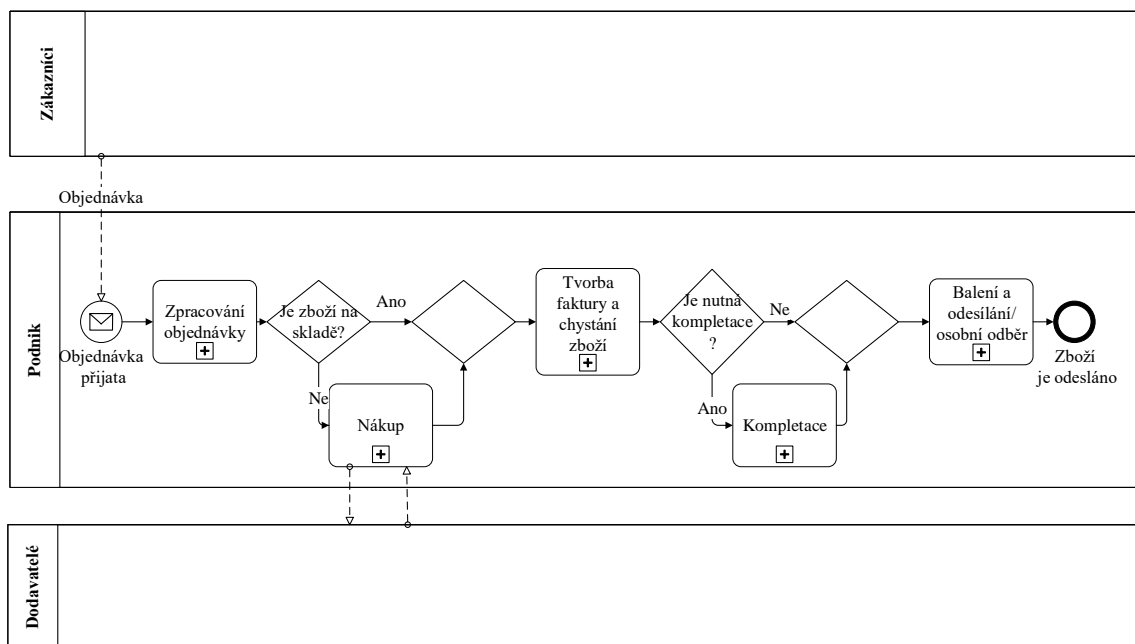 Zákazníci
Objednávka
Podnik
Objednávka
přijata
Zpracování
objednávky
Je zboží na
skladě?
Ano
Ne
Nákup
Tvorba
faktury a
chystání
zboží
Je nutná
kompletace
?
Ne
Ano
Kompletace
Balení a
odesílání/
osobní odběr
Zboží
je odesláno
Dodavatelé